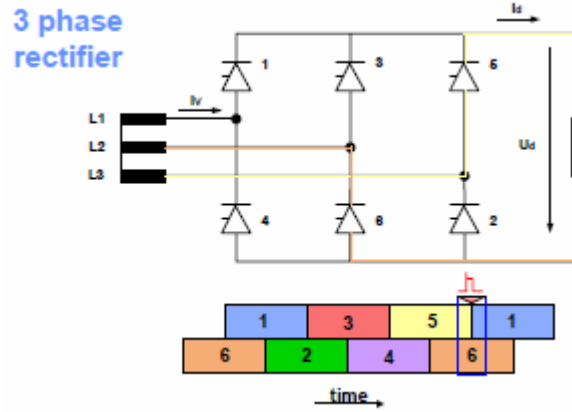 3 phase
rectifier
Id
1
3
5
Iv
L1
L2
L3
Ud
4
6
2
1 3 5 1
6 2 4 6
time